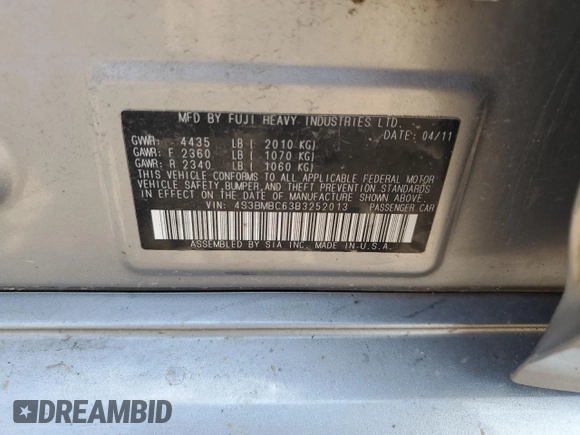 MFD BY FUJI HEAVY INDUSTRIES LTD.
DATE: 04/11
GVWR: 4435 LB ( 2010 KG)
GAWR: F 2360 LB ( 1070 KG)
GAWR: R 2340 LB ( 1060 KG)
THIS VEHICLE CONFORMS TO ALL APPLICABLE FEDERAL MOTOR
VEHICLE SAFETY, BUMPER, AND THEFT PREVENTION STANDARDS
IN EFFECT ON THE DATE OF MANUFACTURE SHOWN ABOVE.
VIN: 4S3BMBC63B3252013 PASSENGER CAR
ASSEMBLED BY SIA INC. MADE IN U.S.A.
DREAMBID